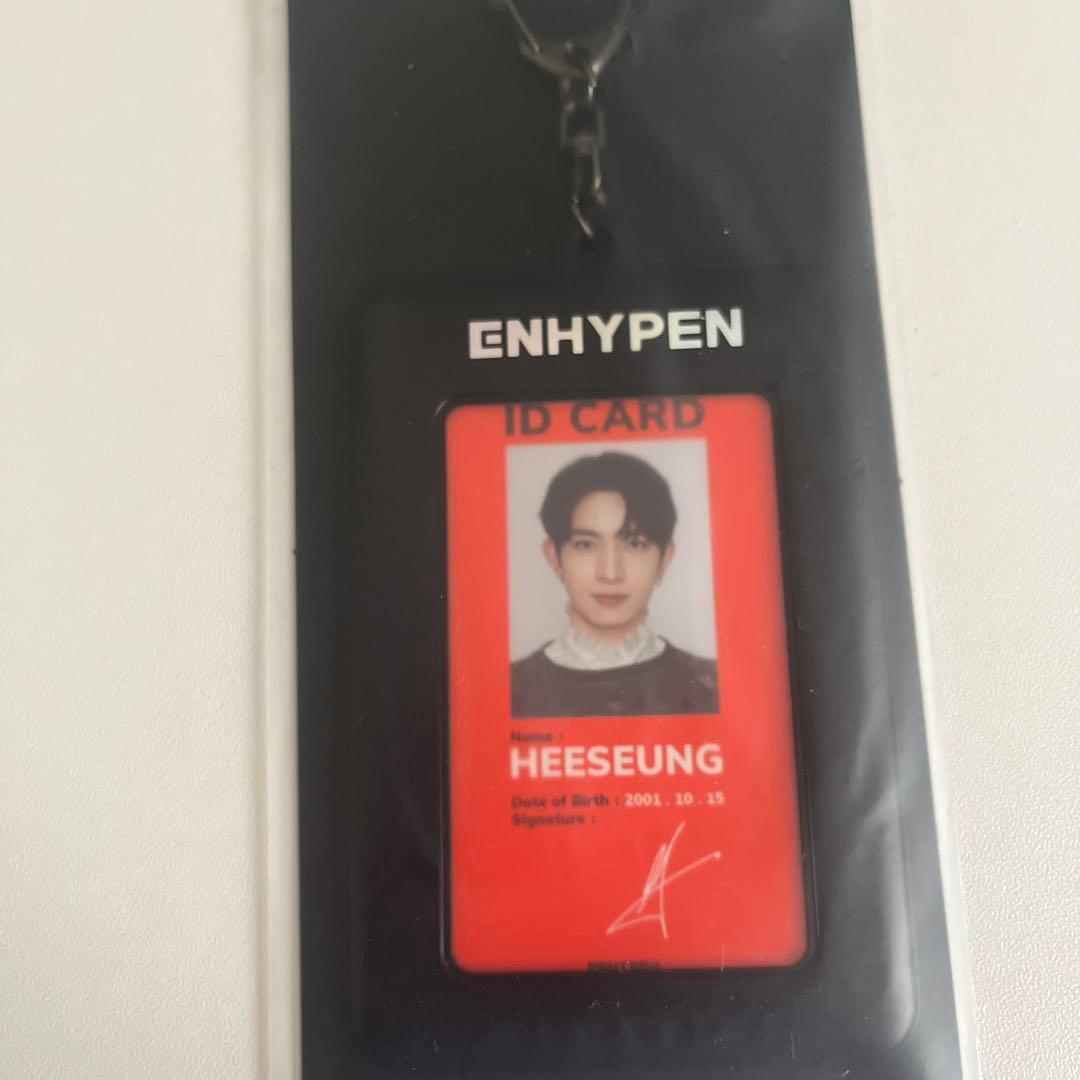 ENHYPEN
ID CARD
Name :
HEESEUNG
Date of Birth : 2001 . 10 . 15
Signature :